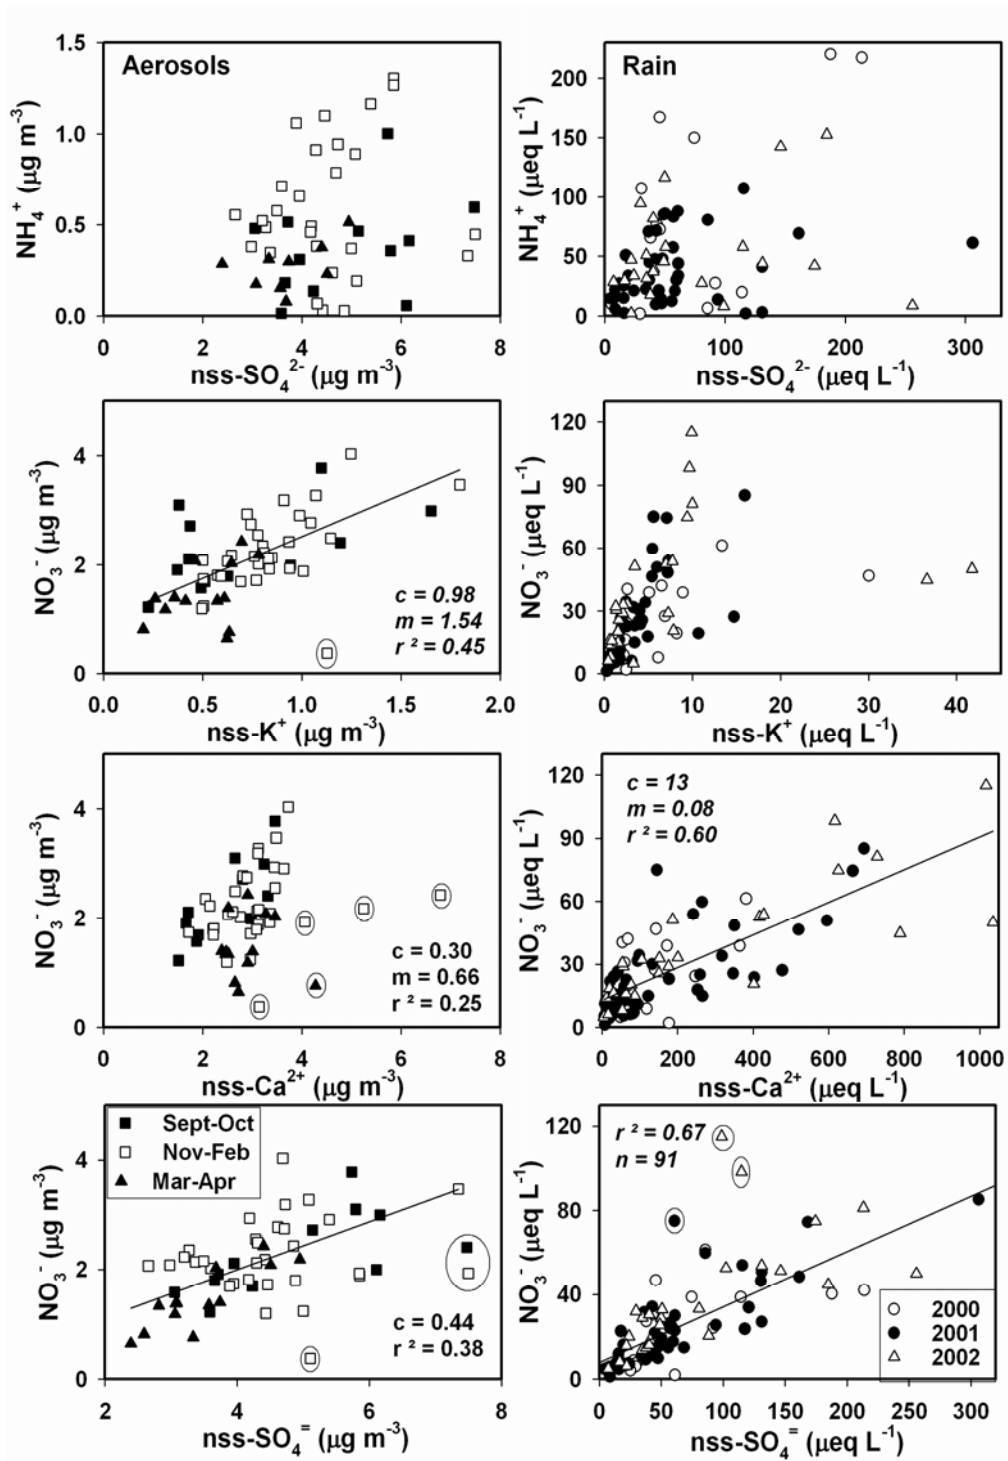 Aerosols
NH₄⁺ (μg m⁻³)
1.5
1.0
0.5
0.0
0 2 4 6 8
nss-SO₄²⁻ (μg m⁻³)
Rain
NH₄⁺ (μeq L⁻¹)
200
150
100
50
0
0 100 200 300
nss-SO₄²⁻ (μeq L⁻¹)
NO₃⁻ (μg m⁻³)
4
2
0
c = 0.98
m = 1.54
r ² = 0.45
0.0 0.5 1.0 1.5 2.0
nss-K⁺ (μg m⁻³)
NO₃⁻ (μeq L⁻¹)
120
90
60
30
0
0 10 20 30 40
nss-K⁺ (μeq L⁻¹)
NO₃⁻ (μg m⁻³)
4
2
0
c = 0.30
m = 0.66
r ² = 0.25
0 2 4 6 8
nss-Ca²⁺ (μg m⁻³)
NO₃⁻ (μeq L⁻¹)
120
90
60
30
0
c = 13
m = 0.08
r ² = 0.60
0 200 400 600 800 1000
nss-Ca²⁺ (μeq L⁻¹)
NO₃⁻ (μg m⁻³)
4
2
0
Sept-Oct
Nov-Feb
Mar-Apr
c = 0.44
r ² = 0.38
2 4 6 8
nss-SO₄⁼ (μg m⁻³)
NO₃⁻ (μeq L⁻¹)
120
80
40
0
r ² = 0.67
n = 91
2000
2001
2002
0 50 100 150 200 250 300
nss-SO₄⁼ (μeq L⁻¹)